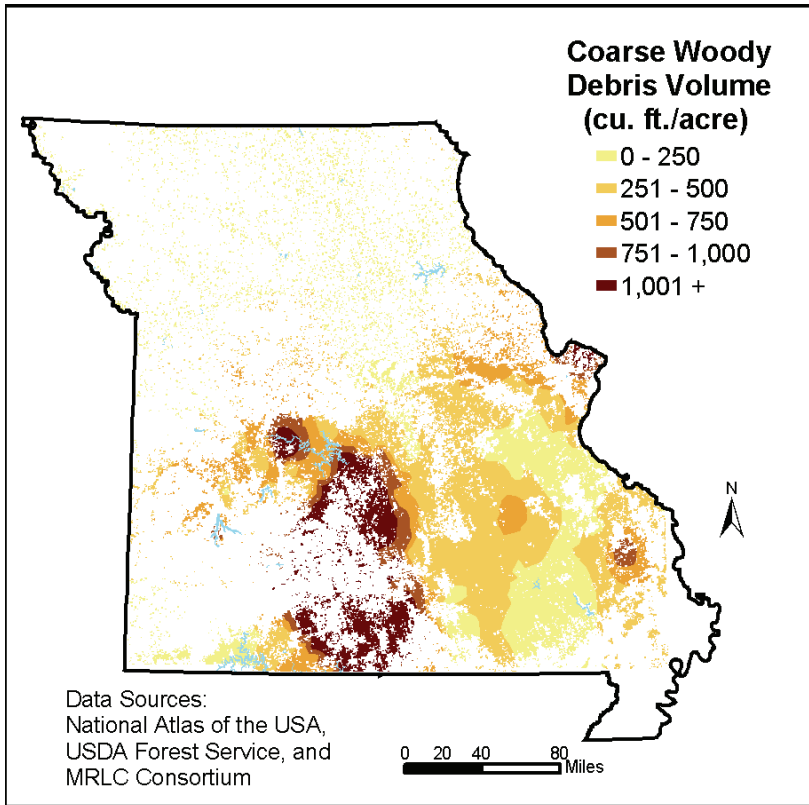 Coarse Woody
Debris Volume
(cu. ft./acre)
0 - 250
251 - 500
501 - 750
751 - 1,000
1,001 +
N
Data Sources:
National Atlas of the USA,
USDA Forest Service, and
MRLC Consortium
0 20 40 80
Miles